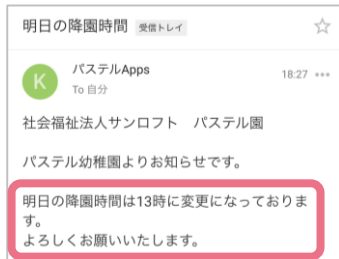 明日の降園時間 受信トレイ
K
パステルApps
18:27
To 自分
社会福祉法人サンロフト　パステル園
パステル幼稚園よりお知らせです。
明日の降園時間は13時に変更になっておりま
す。
よろしくお願いいたします。